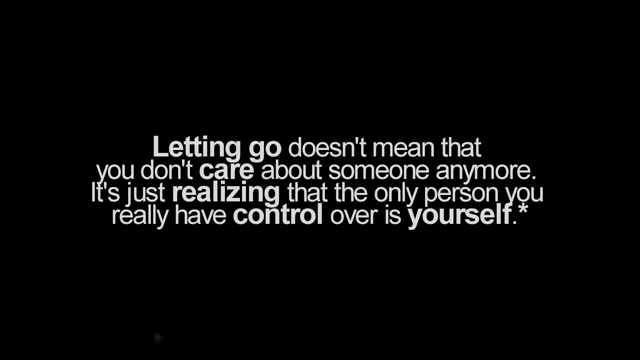 Letting go doesn't mean that
you don't care about someone anymore.
It's just realizing that the only person you
really have control over is yourself.*